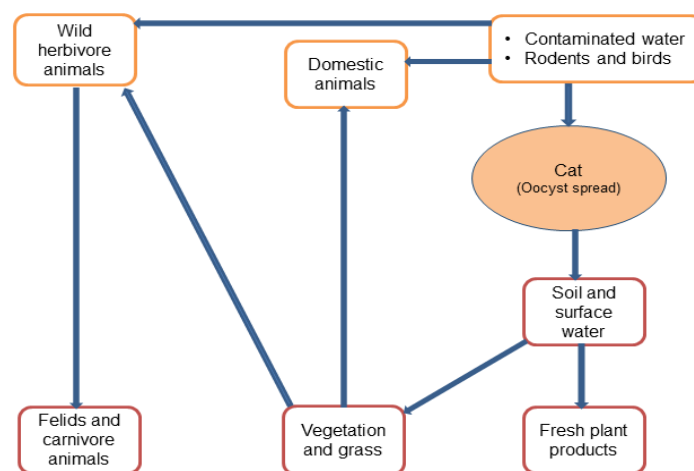 Wild
herbivore
animals
Domestic
animals
• Contaminated water
• Rodents and birds
Cat
(Oocyst spread)
Soil and
surface
water
Felids and
carnivore
animals
Vegetation
and grass
Fresh plant
products